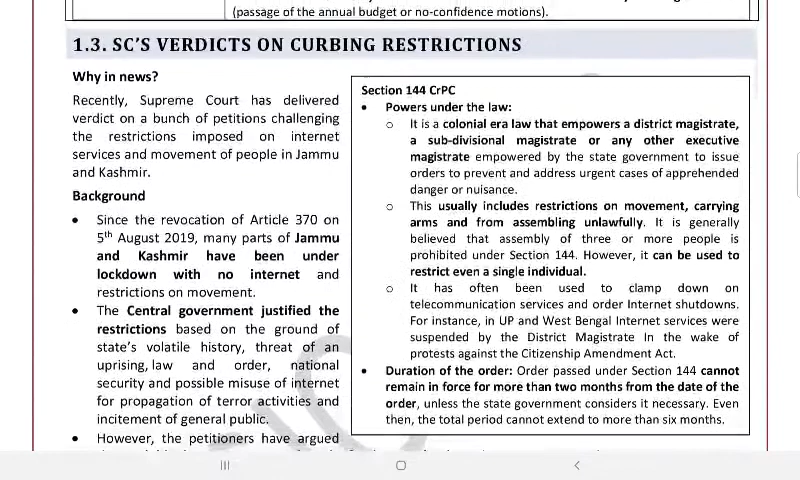 (passage of the annual budget or no-confidence motions).
1.3. SC'S VERDICTS ON CURBING RESTRICTIONS
Why in news?
Recently, Supreme Court has delivered
verdict on a bunch of petitions challenging
the restrictions imposed on internet
services and movement of people in Jammu
and Kashmir.
Background
• Since the revocation of Article 370 on
5th August 2019, many parts of Jammu
and Kashmir have been under
lockdown with no internet and
restrictions on movement.
• The Central government justified the
restrictions based on the ground of
state's volatile history, threat of an
uprising, law and order, national
security and possible misuse of internet
for propagation of terror activities and
incitement of general public.
• However, the petitioners have argued
Section 144 CrPC
• Powers under the law:
o It is a colonial era law that empowers a district magistrate,
a sub-divisional magistrate or any other executive
magistrate empowered by the state government to issue
orders to prevent and address urgent cases of apprehended
danger or nuisance.
o This usually includes restrictions on movement, carrying
arms and from assembling unlawfully. It is generally
believed that assembly of three or more people is
prohibited under Section 144. However, it can be used to
restrict even a single individual.
o It has often been used to clamp down on
telecommunication services and order Internet shutdowns.
For instance, in UP and West Bengal Internet services were
suspended by the District Magistrate In the wake of
protests against the Citizenship Amendment Act.
• Duration of the order: Order passed under Section 144 cannot
remain in force for more than two months from the date of the
order, unless the state government considers it necessary. Even
then, the total period cannot extend to more than six months.